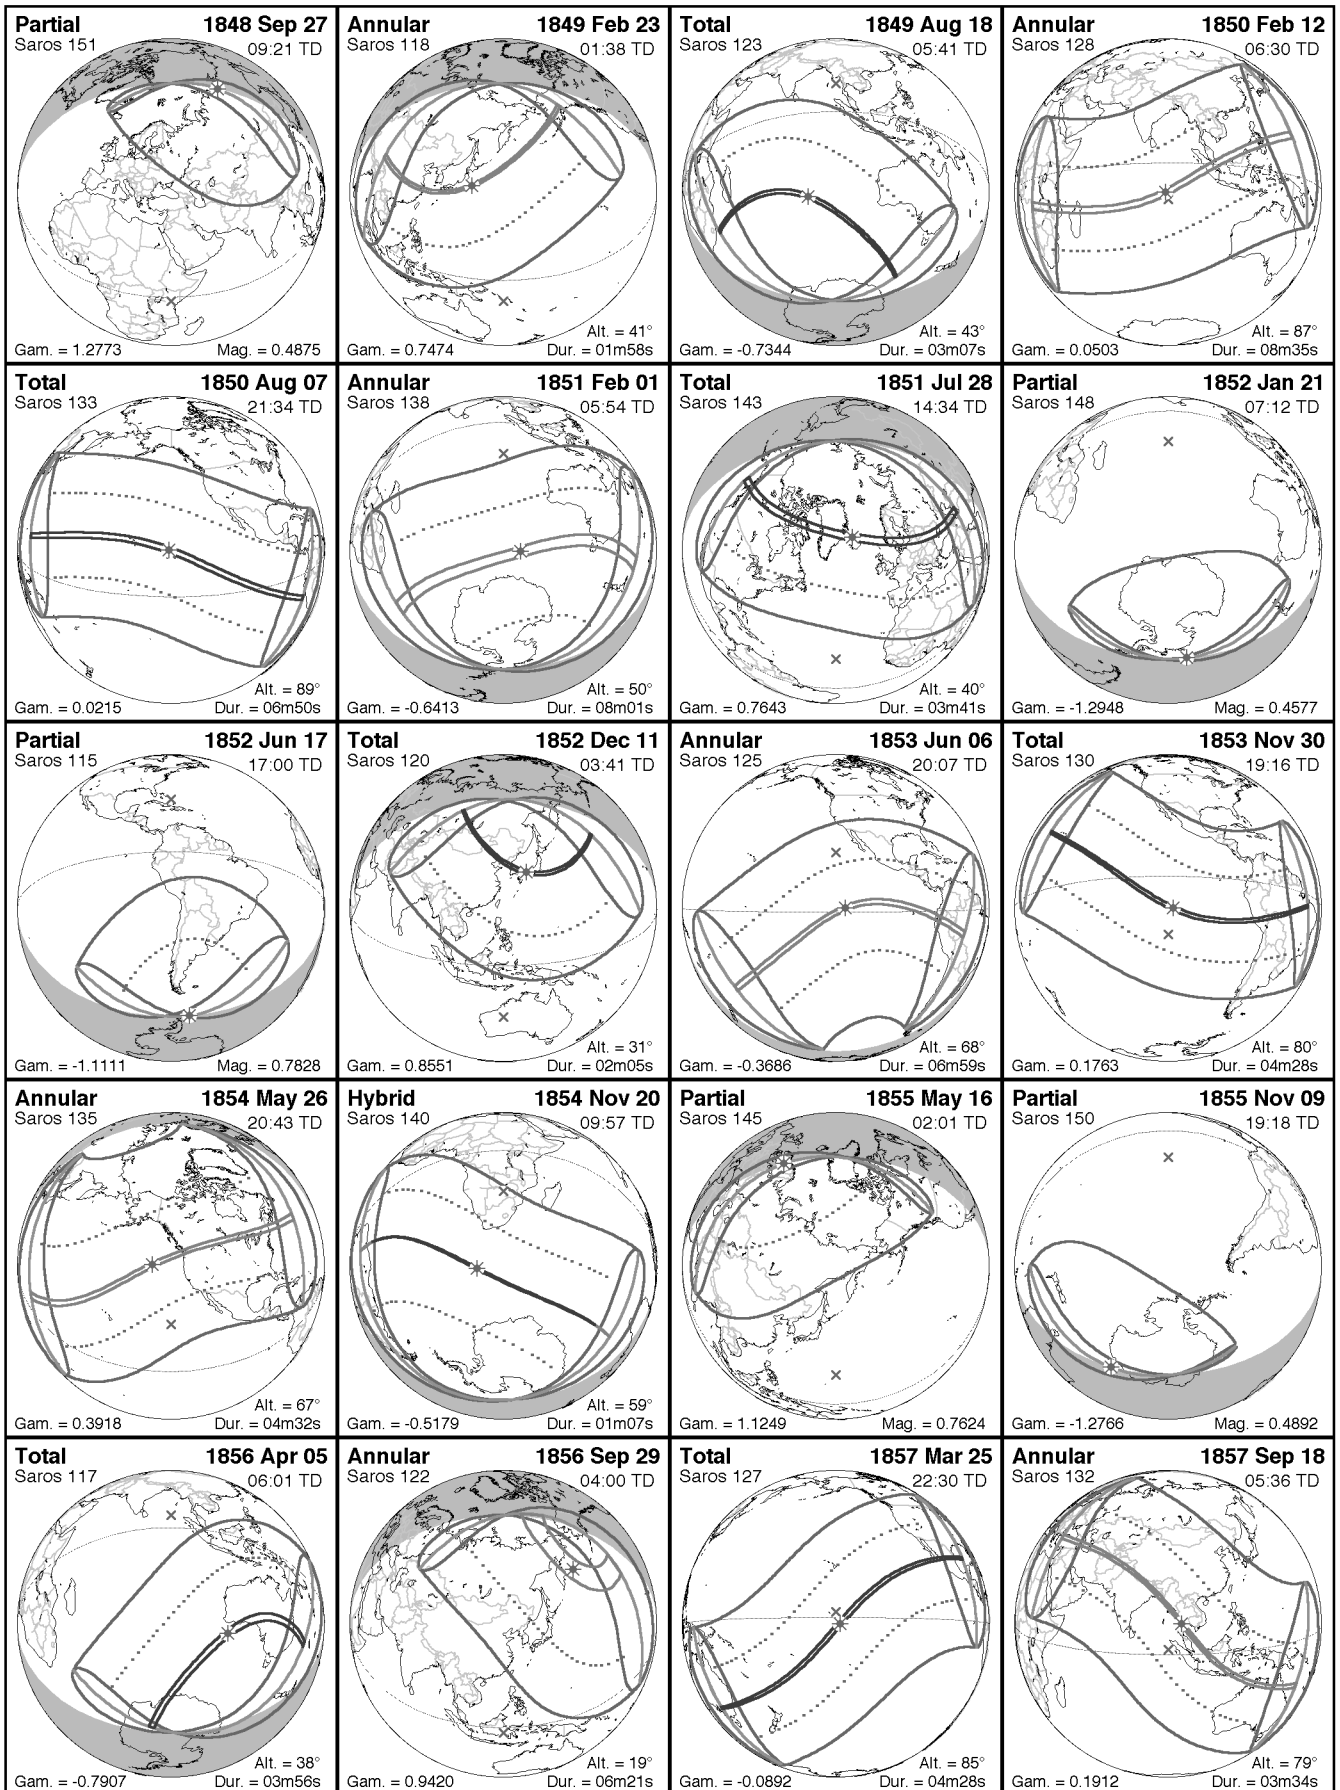 Partial 1848 Sep 27
Saros 151 09:21 TD
Gam. = 1.2773 Mag. = 0.4875
Annular 1849 Feb 23
Saros 118 01:38 TD
Alt. = 41°
Gam. = 0.7474 Dur. = 01m58s
Total 1849 Aug 18
Saros 123 05:41 TD
Alt. = 43°
Gam. = -0.7344 Dur. = 03m07s
Annular 1850 Feb 12
Saros 128 06:30 TD
Alt. = 87°
Gam. = 0.0503 Dur. = 08m35s
Total 1850 Aug 07
Saros 133 21:34 TD
Alt. = 89°
Gam. = 0.0215 Dur. = 06m50s
Annular 1851 Feb 01
Saros 138 05:54 TD
Alt. = 50°
Gam. = -0.6413 Dur. = 08m01s
Total 1851 Jul 28
Saros 143 14:34 TD
Alt. = 40°
Gam. = 0.7643 Dur. = 03m41s
Partial 1852 Jan 21
Saros 148 07:12 TD
Gam. = -1.2948 Mag. = 0.4577
Partial 1852 Jun 17
Saros 115 17:00 TD
Gam. = -1.1111 Mag. = 0.7828
Total 1852 Dec 11
Saros 120 03:41 TD
Alt. = 31°
Gam. = 0.8551 Dur. = 02m05s
Annular 1853 Jun 06
Saros 125 20:07 TD
Alt. = 68°
Gam. = -0.3686 Dur. = 06m59s
Total 1853 Nov 30
Saros 130 19:16 TD
Alt. = 80°
Gam. = 0.1763 Dur. = 04m28s
Annular 1854 May 26
Saros 135 20:43 TD
Alt. = 67°
Gam. = 0.3918 Dur. = 04m32s
Hybrid 1854 Nov 20
Saros 140 09:57 TD
Alt. = 59°
Gam. = -0.5179 Dur. = 01m07s
Partial 1855 May 16
Saros 145 02:01 TD
Gam. = 1.1249 Mag. = 0.7624
Partial 1855 Nov 09
Saros 150 19:18 TD
Gam. = -1.2766 Mag. = 0.4892
Total 1856 Apr 05
Saros 117 06:01 TD
Alt. = 38°
Gam. = -0.7907 Dur. = 03m56s
Annular 1856 Sep 29
Saros 122 04:00 TD
Alt. = 19°
Gam. = 0.9420 Dur. = 06m21s
Total 1857 Mar 25
Saros 127 22:30 TD
Alt. = 85°
Gam. = -0.0892 Dur. = 04m28s
Annular 1857 Sep 18
Saros 132 05:36 TD
Alt. = 79°
Gam. = 0.1912 Dur. = 03m34s